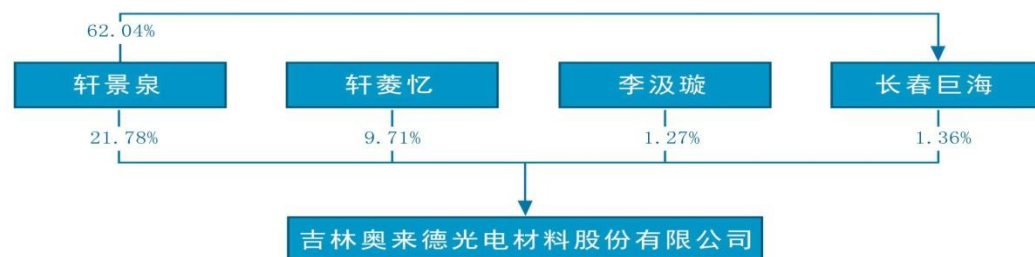 62.04%
轩景泉
轩菱忆
李汲璇
长春巨海
21.78%
9.71%
1.27%
1.36%
吉林奥来德光电材料股份有限公司